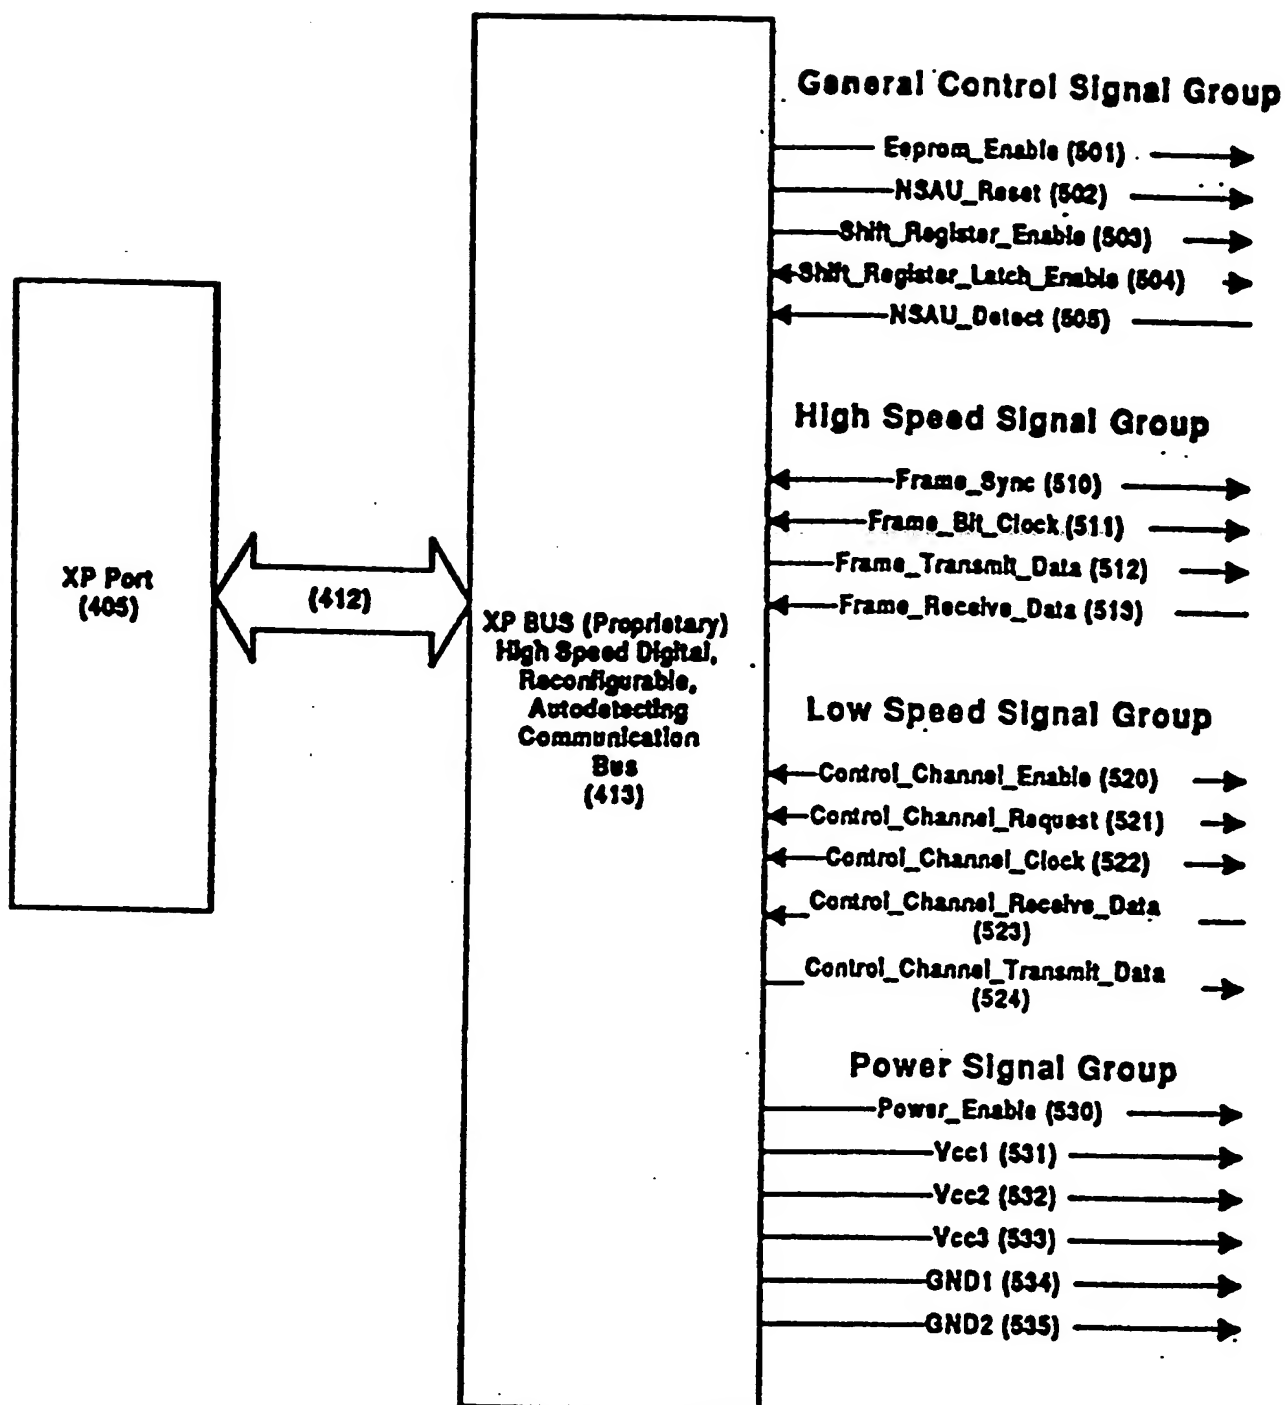 General Control Signal Group
Eeprom_Enable (501)
NSAU_Reset (502)
Shift_Register_Enable (503)
Shift_Register_Latch_Enable (504)
NSAU_Detect (505)
High Speed Signal Group
Frame_Sync (510)
Frame_Bit_Clock (511)
Frame_Transmit_Data (512)
Frame_Receive_Data (513)
XP Port
(405)
(412)
XP BUS (Proprietary)
High Speed Digital,
Reconfigurable,
Autodetecting
Communication
Bus
(413)
Low Speed Signal Group
Control_Channel_Enable (520)
Control_Channel_Request (521)
Control_Channel_Clock (522)
Control_Channel_Receive_Data
(523)
Control_Channel_Transmit_Data
(524)
Power Signal Group
Power_Enable (530)
Vcc1 (531)
Vcc2 (532)
Vcc3 (533)
GND1 (534)
GND2 (535)